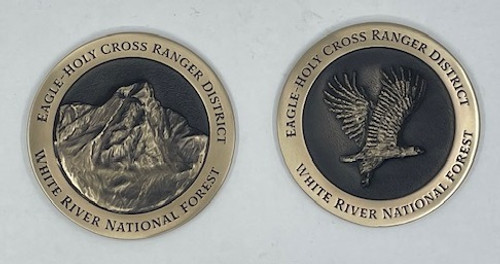 EAGLE-HOLY CROSS RANGER DISTRICT
WHITE RIVER NATIONAL FOREST
EAGLE-HOLY CROSS RANGER DISTRICT
WHITE RIVER NATIONAL FOREST